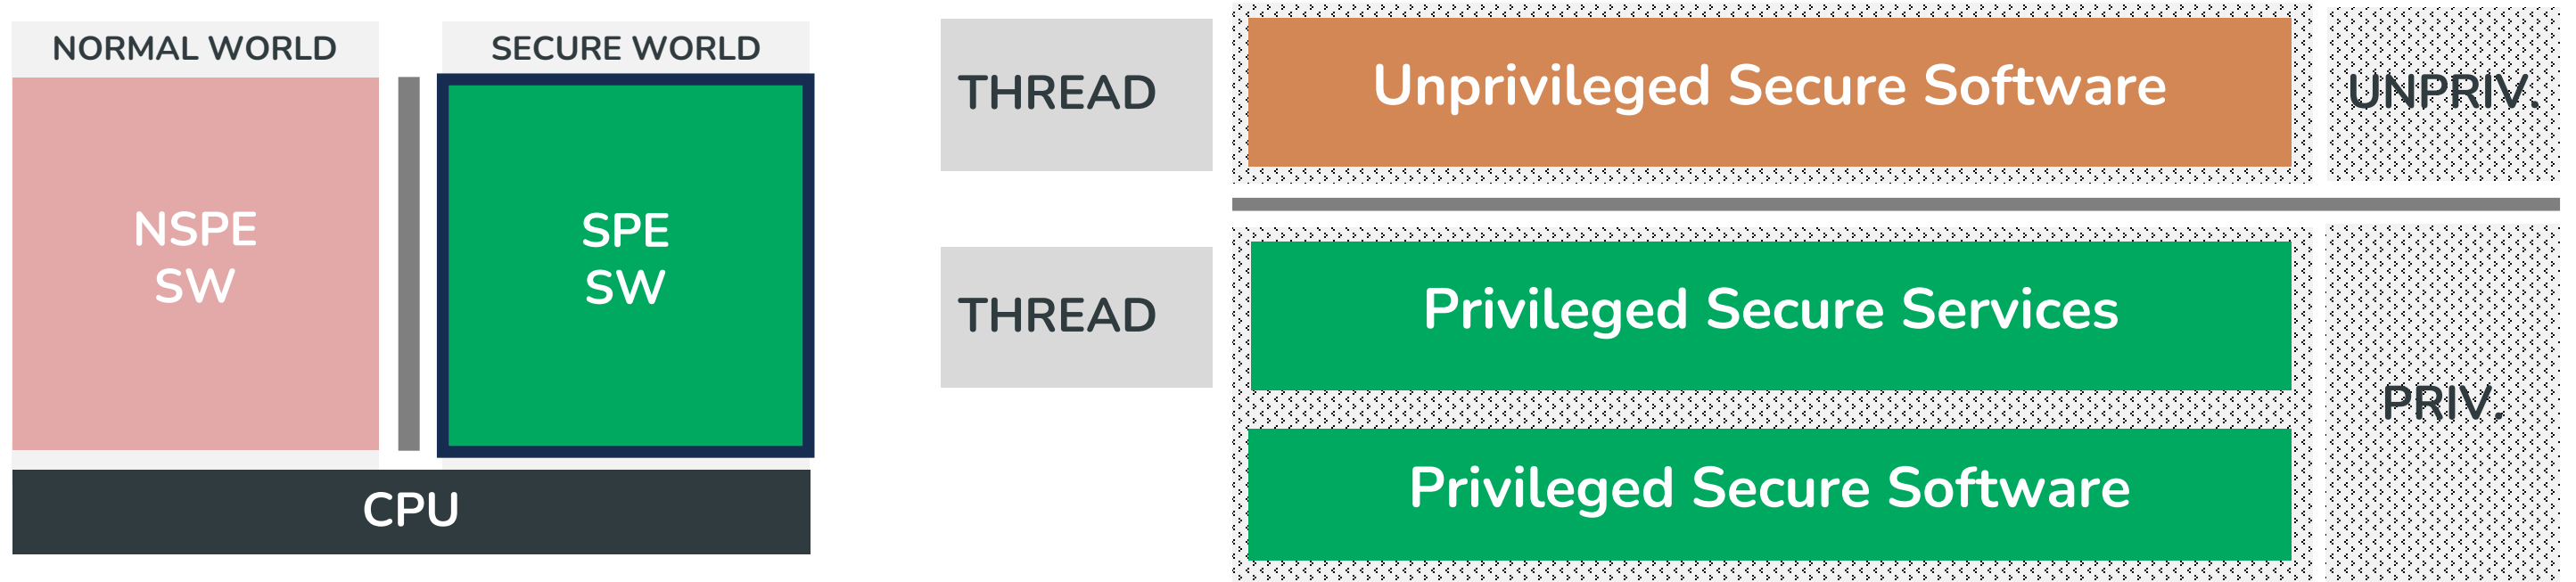 NORMAL WORLD
SECURE WORLD
NSPE
SW
SPE
SW
CPU
THREAD
Unprivileged Secure Software
UNPRIV.
THREAD
Privileged Secure Services
PRIV.
Privileged Secure Software